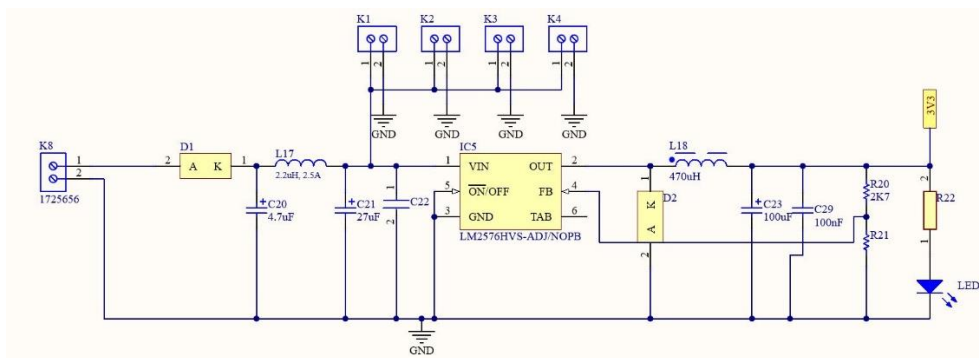 K1
K2
K3
K4
1
2
1
2
1
2
1
2
GND
GND
GND
GND
3V3
K8
1
2
1725656
D1
2
A K
1
L17
2.2uH, 2.5A
IC5
1
VIN
OUT
2
5
ON/OFF
FB
4
3
GND
TAB
6
LM2576HVS-ADJ/NOPB
L18
470uH
C20
4.7uF
C21
27uF
1
C22
2
1
K
D2
A
2
C23
100uF
C29
100nF
R20
2K7
R21
2
R22
1
LED
GND